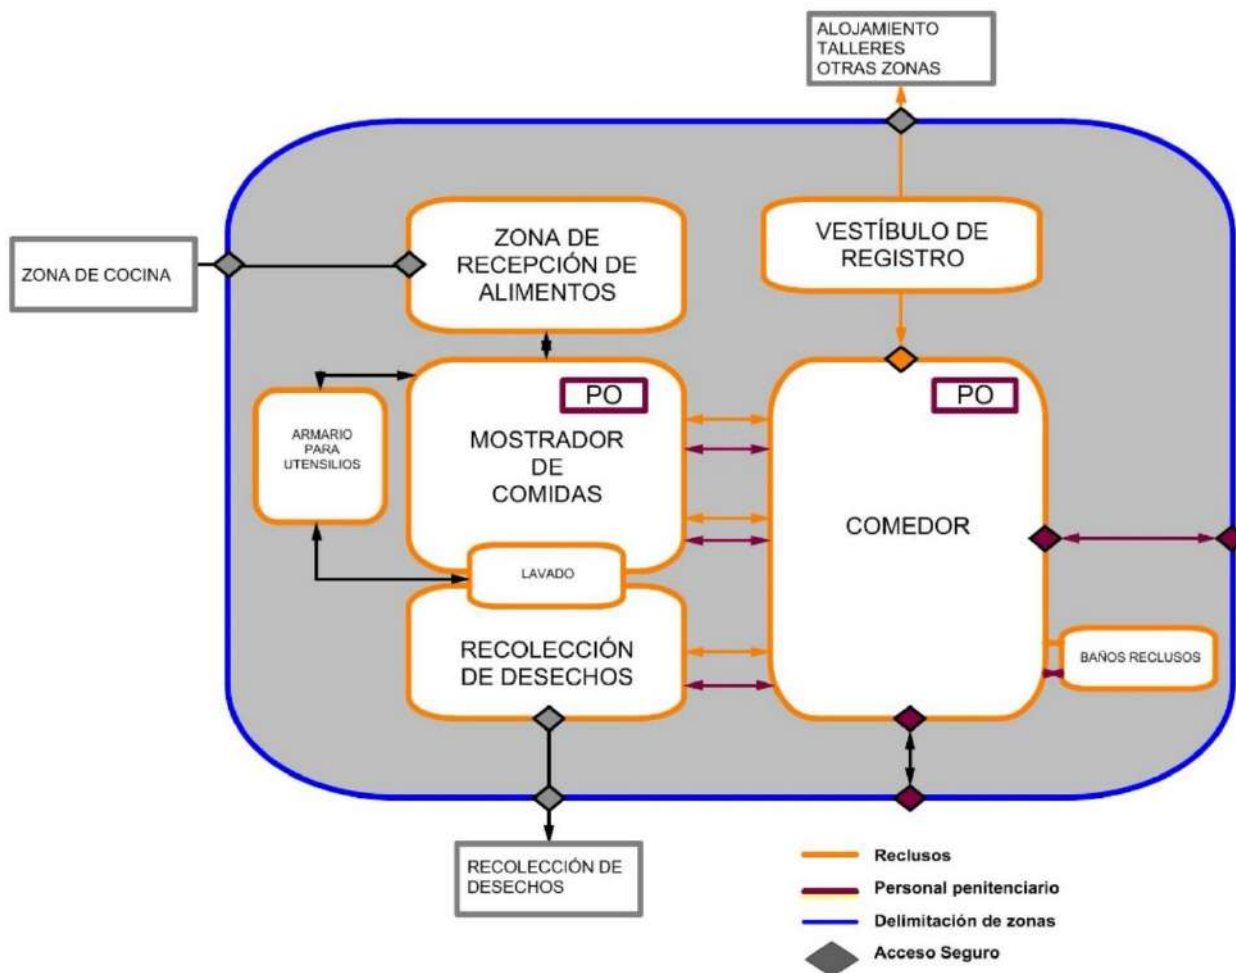 ALOJAMIENTO
TALLERES
OTRAS ZONAS
ZONA DE COCINA
ZONA DE
RECEPCIÓN DE
ALIMENTOS
VESTÍBULO DE
REGISTRO
ARMARIO
PARA
UTENSILIOS
PO
MOSTRADOR
DE
COMIDAS
PO
COMEDOR
LAVADO
RECOLECCIÓN
DE DESECHOS
BAÑOS RECLUSOS
RECOLECCIÓN DE
DESECHOS
Reclusos
Personal penitenciario
Delimitación de zonas
Acceso Seguro